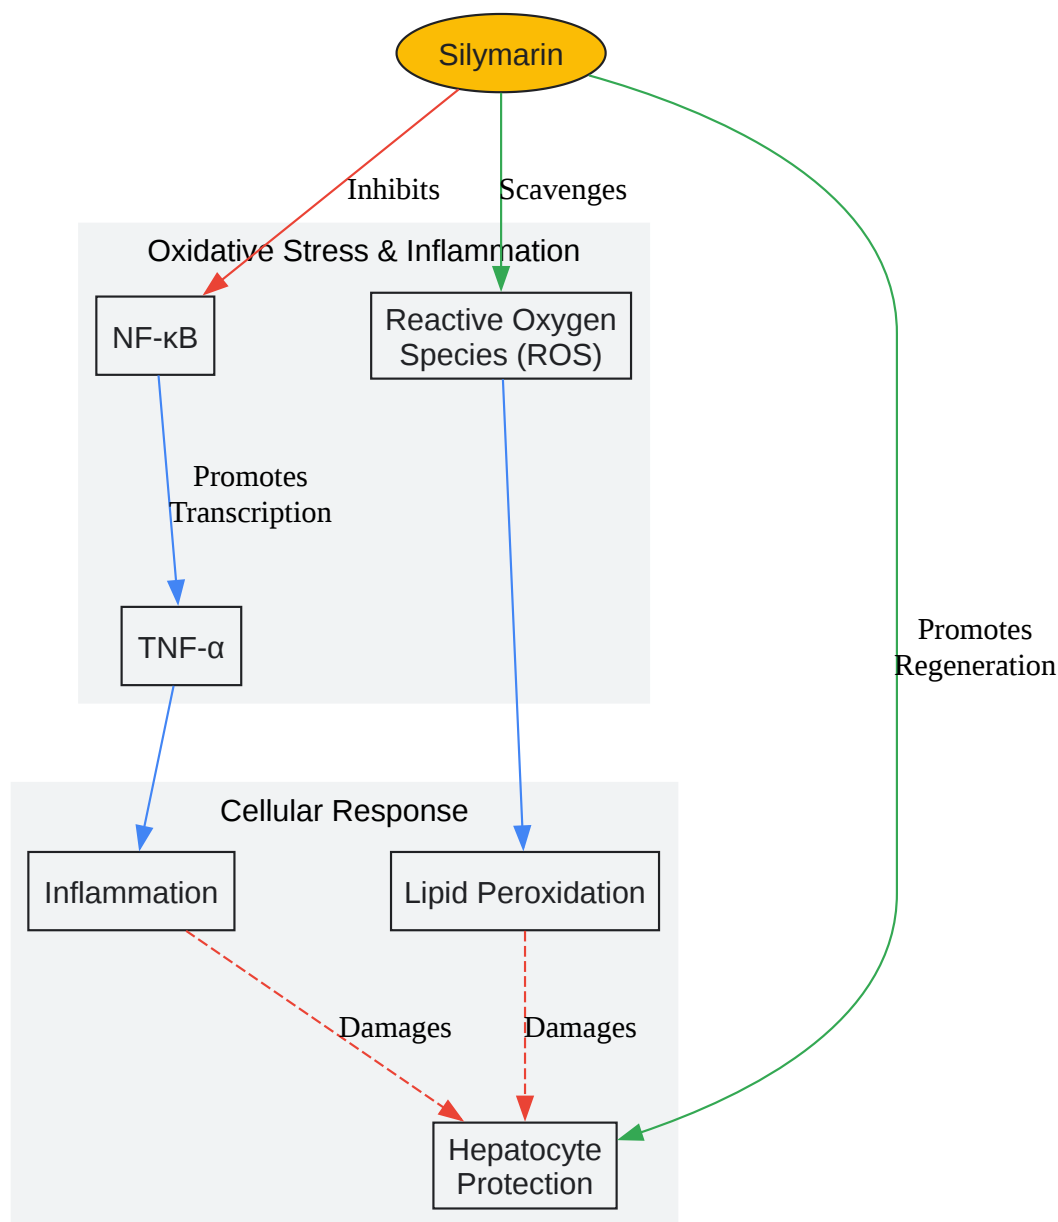 Silymarin
Inhibits
Scavenges
Oxidative Stress & Inflammation
NF-κB
Reactive Oxygen
Species (ROS)
Promotes
Transcription
TNF-α
Promotes
Regeneration
Cellular Response
Inflammation
Lipid Peroxidation
Damages
Damages
Hepatocyte
Protection